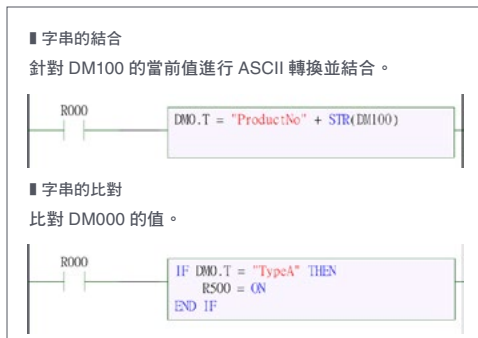 ▌字串的結合
針對 DM100 的當前值進行 ASCII 轉換並結合。
R000
DM0.T = "ProductNo" + STR(DM100)
▌字串的比對
比對 DM000 的值。
R000
IF DM0.T = "TypeA" THEN
R500 = ON
END IF